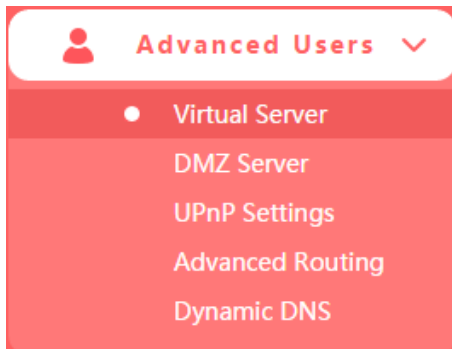 Advanced Users
Virtual Server
DMZ Server
UPnP Settings
Advanced Routing
Dynamic DNS